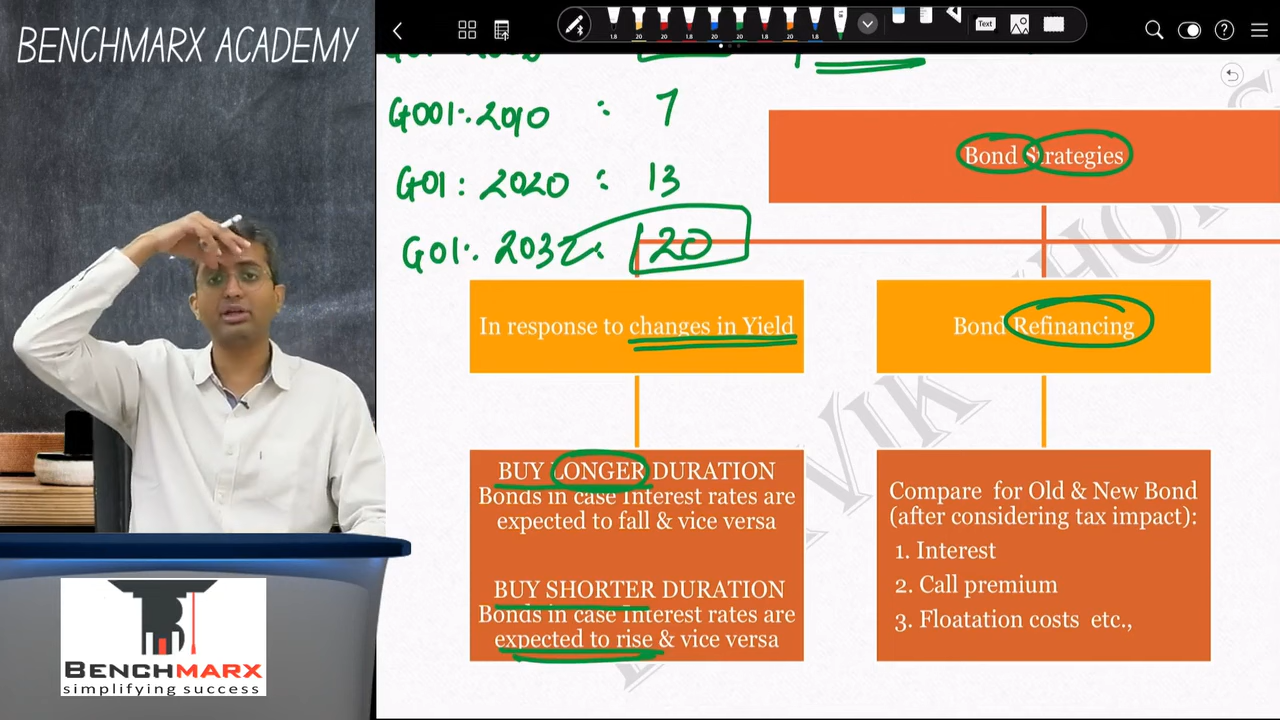 BENCHMARX ACADEMY
Text
GOOI:. 2010 : 7
GOI : 2020 : 13
GOI:. 2032 : 20
Bond Strategies
In response to changes in Yield
Bond Refinancing
BUY LONGER DURATION
Bonds in case Interest rates are
expected to fall & vice versa
BUY SHORTER DURATION
Bonds in case Interest rates are
expected to rise & vice versa
Compare for Old & New Bond
(after considering tax impact):
1. Interest
2. Call premium
3. Floatation costs etc.,
BENCHMARX
simplifying success